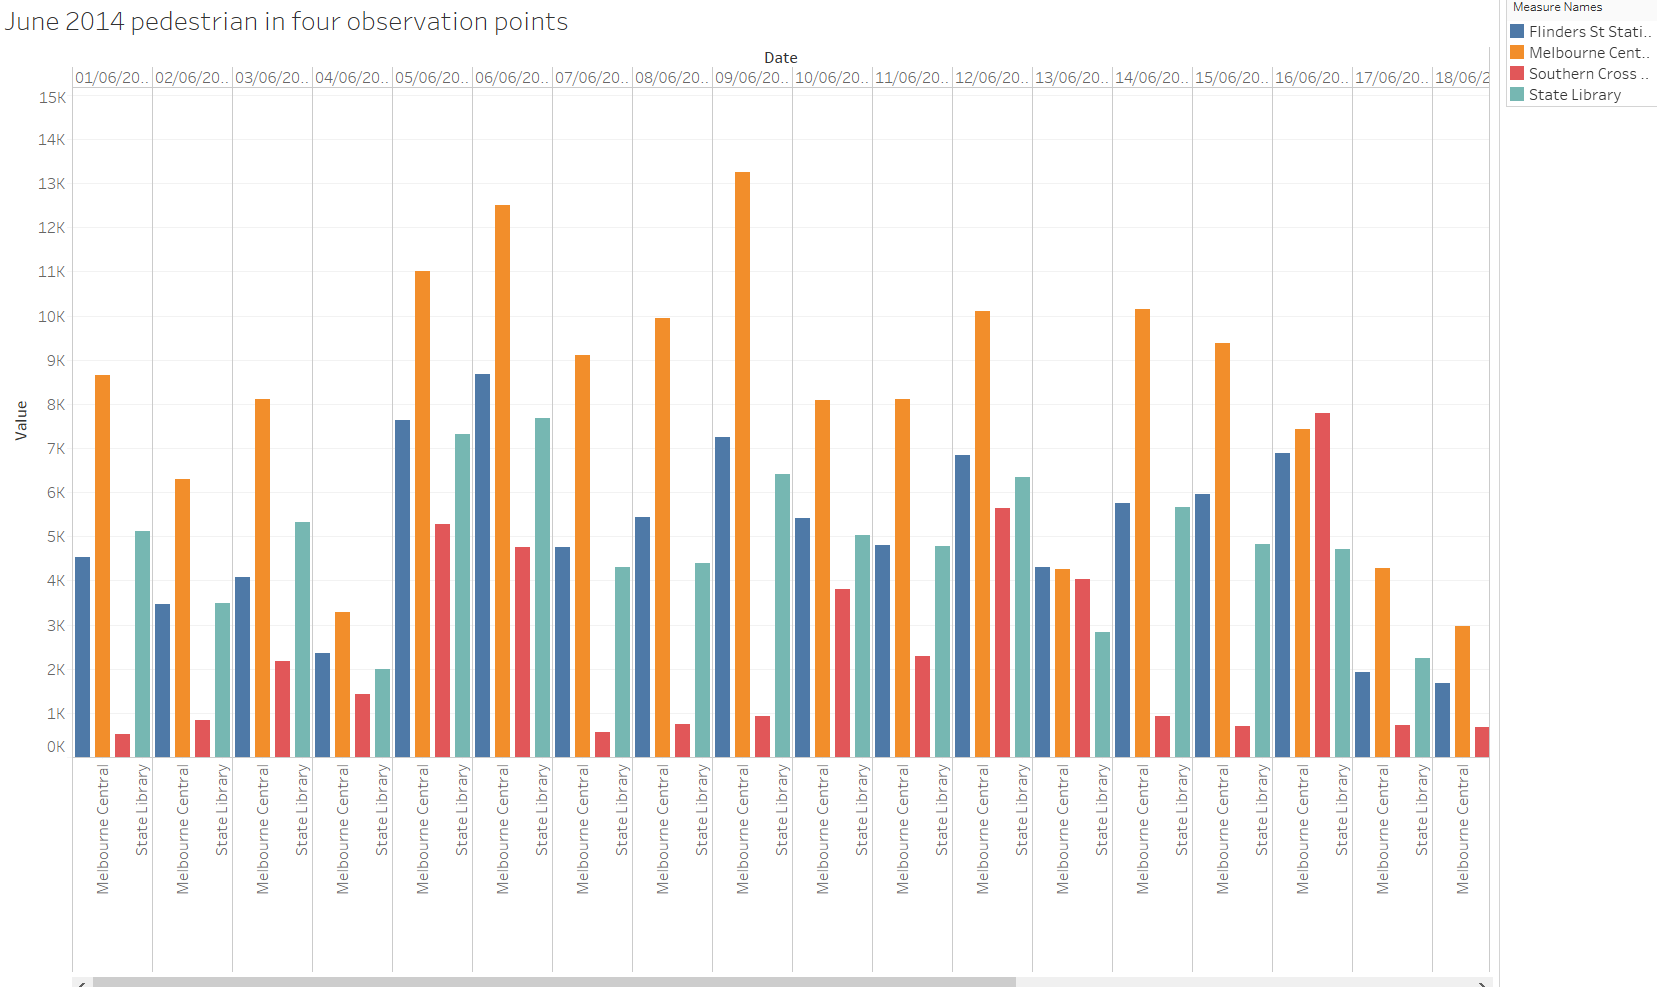 June 2014 pedestrian in four observation points
Measure Names
Flinders St Stati..
Melbourne Cent..
Southern Cross ..
State Library
Date
01/06/20.. 02/06/20.. 03/06/20.. 04/06/20.. 05/06/20.. 06/06/20.. 07/06/20.. 08/06/20.. 09/06/20.. 10/06/20.. 11/06/20.. 12/06/20.. 13/06/20.. 14/06/20.. 15/06/20.. 16/06/20.. 17/06/20.. 18/06/2
15K
14K
13K
12K
11K
10K
9K
8K
7K
6K
5K
4K
3K
2K
1K
0K
Value
Melbourne Central
State Library
Melbourne Central
State Library
Melbourne Central
State Library
Melbourne Central
State Library
Melbourne Central
State Library
Melbourne Central
State Library
Melbourne Central
State Library
Melbourne Central
State Library
Melbourne Central
State Library
Melbourne Central
State Library
Melbourne Central
State Library
Melbourne Central
State Library
Melbourne Central
State Library
Melbourne Central
State Library
Melbourne Central
State Library
Melbourne Central
State Library
Melbourne Central
State Library
Melbourne Central